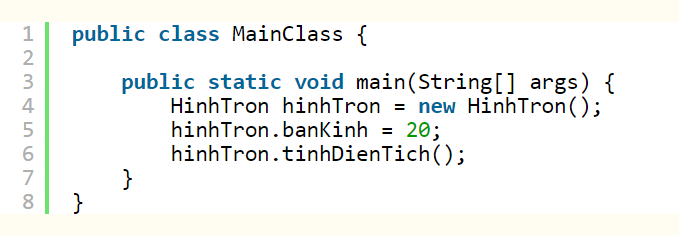 1 public class MainClass {
2
3 public static void main(String[] args) {
4 HinhTron hinhTron = new HinhTron();
5 hinhTron.banKinh = 20;
6 hinhTron.tinhDienTich();
7 }
8 }